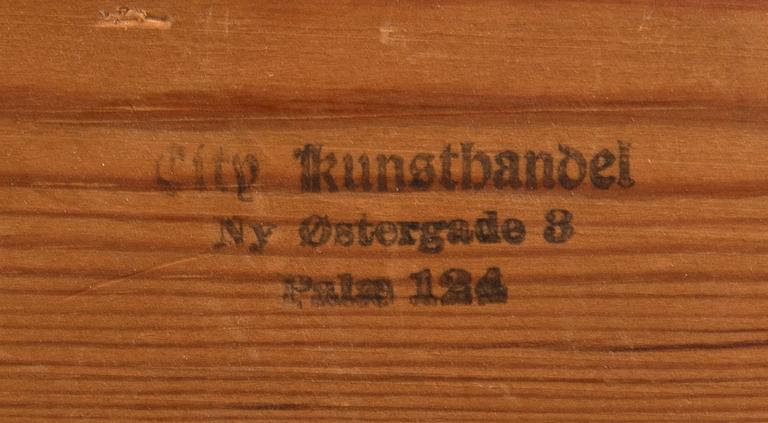 City Kunsthandel
Ny Østergade 3
Palæ 124